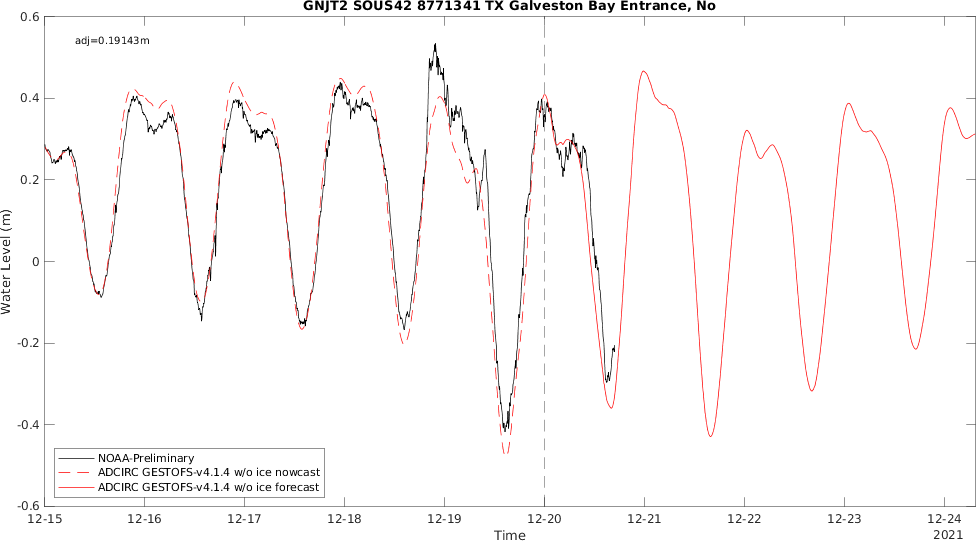 GNJT2 SOUS42 8771341 TX Galveston Bay Entrance, No
adj=0.19143m
0.6
0.4
0.2
0
-0.2
-0.4
-0.6
Water Level (m)
NOAA-Preliminary
ADCIRC GESTOFS-v4.1.4 w/o ice nowcast
ADCIRC GESTOFS-v4.1.4 w/o ice forecast
12-15 12-16 12-17 12-18 12-19 12-20 12-21 12-22 12-23 12-24
Time
2021